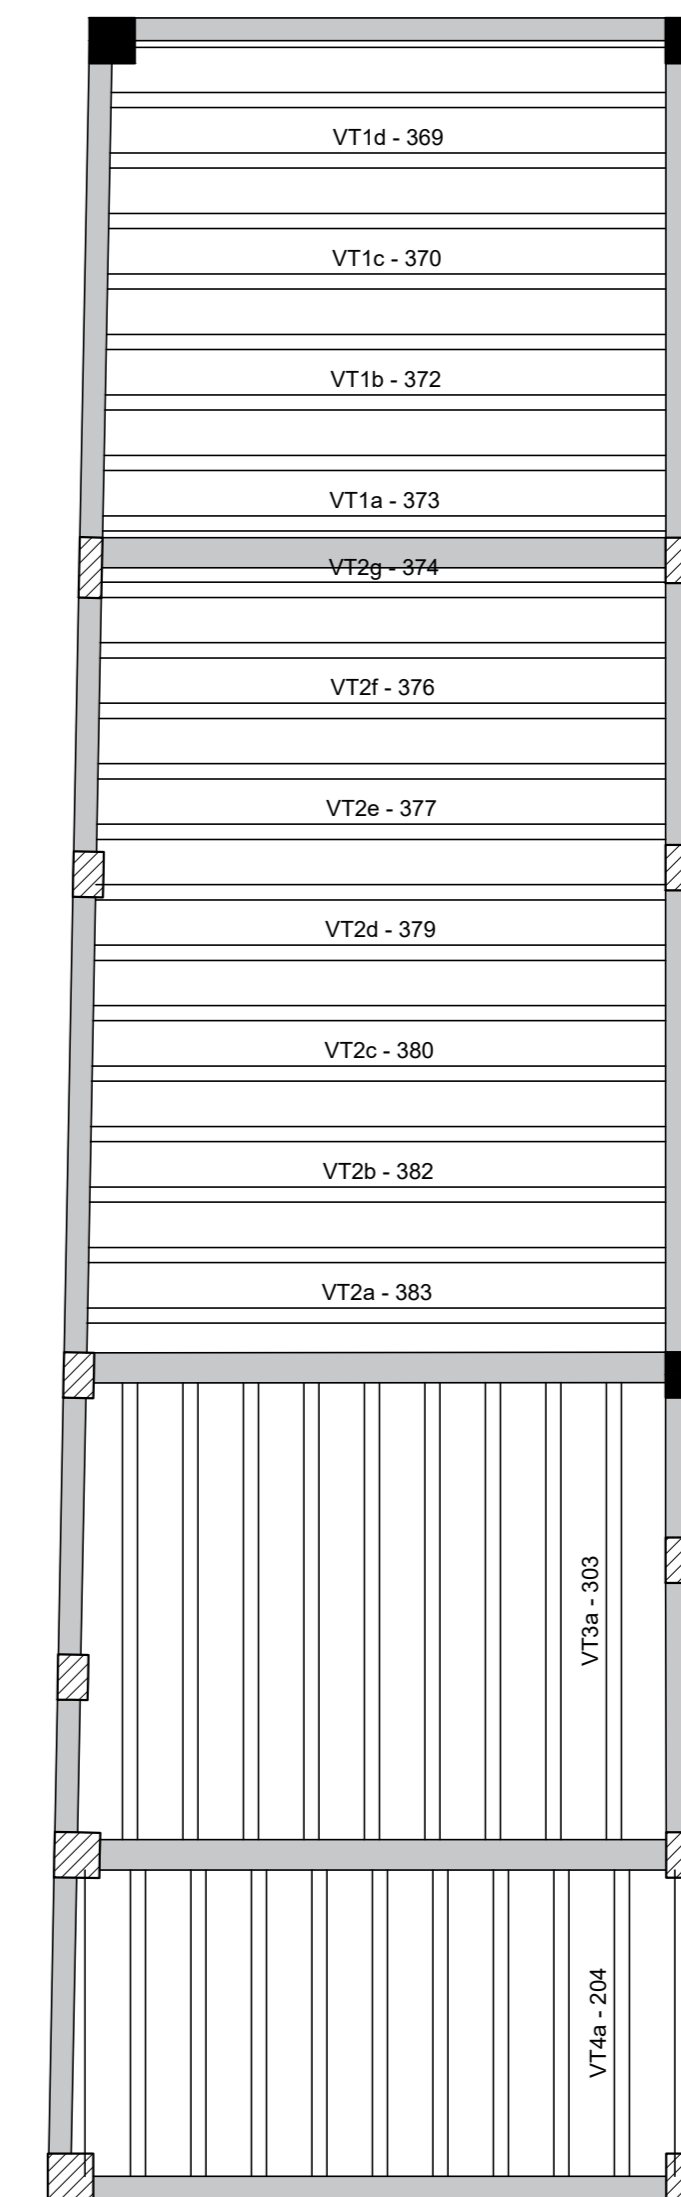 VT1d - 369
VT1c - 370
VT1b - 372
VT1a - 373
VT2g - 374
VT2f - 376
VT2e - 377
VT2d - 379
VT2c - 380
VT2b - 382
VT2a - 383
VT3a - 303
VT4a - 204